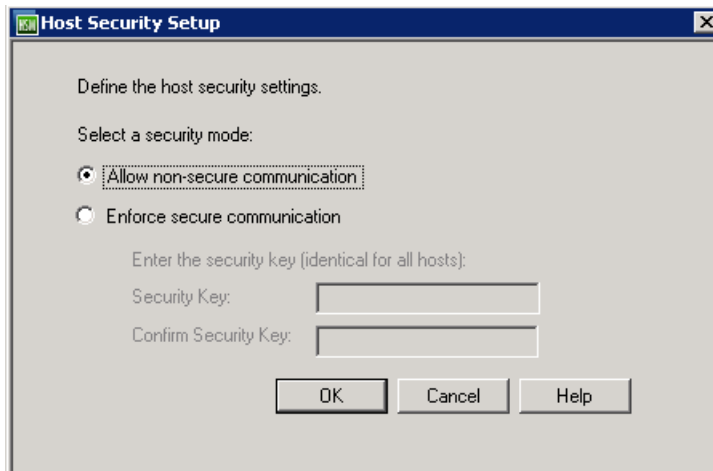 HSM Host Security Setup
Define the host security settings.
Select a security mode:
Allow non-secure communication
Enforce secure communication
Enter the security key (identical for all hosts):
Security Key:
Confirm Security Key:
OK Cancel Help